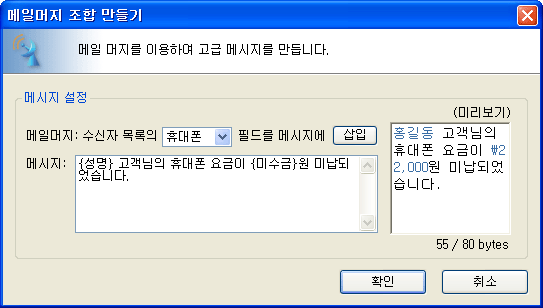 메일머지 조합 만들기
메일 머지를 이용하여 고급 메시지를 만듭니다.
메시지 설정
(미리보기)
메일머지: 수신자 목록의 휴대폰 필드를 메시지에 삽입
메시지:
{성명} 고객님의 휴대폰 요금이 {미수금}원 미납되
었습니다.
홍길동 고객님의
휴대폰 요금이 ₩2
2,000원 미납되었
습니다.
55 / 80 bytes
확인
취소